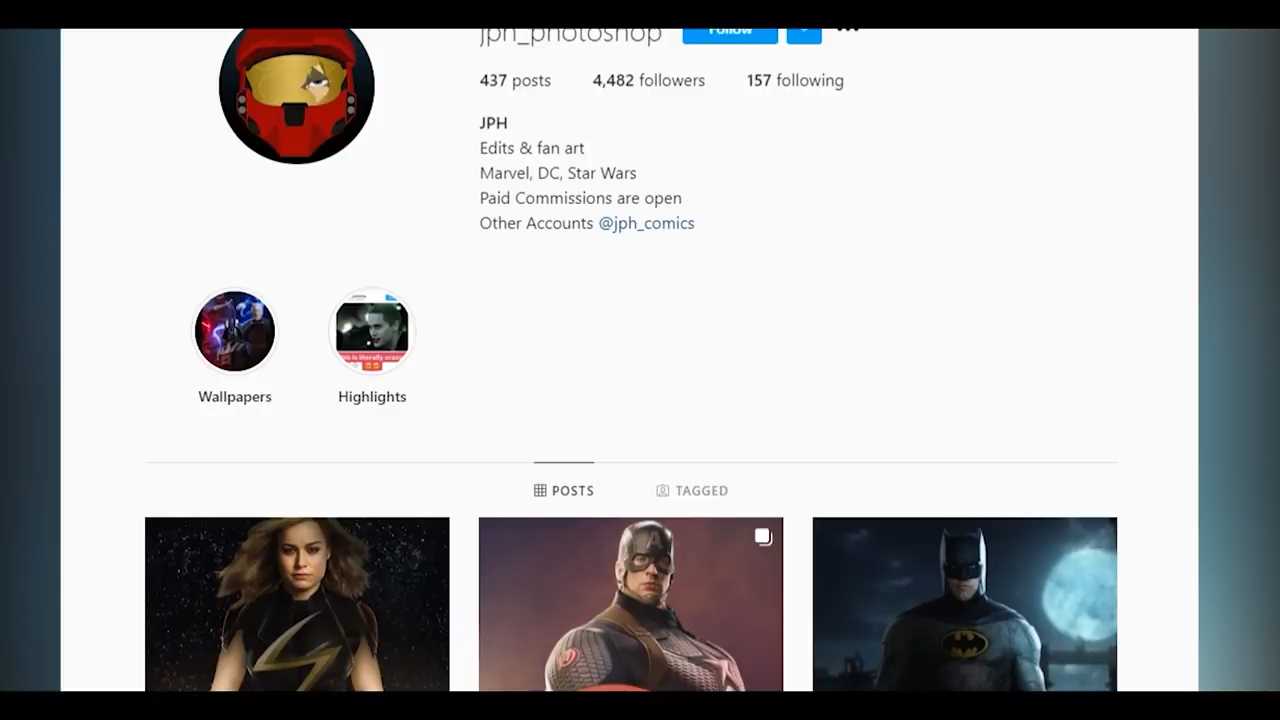 jph_photoshop Follow
437 posts 4,482 followers 157 following
JPH
Edits & fan art
Marvel, DC, Star Wars
Paid Commissions are open
Other Accounts @jph_comics
Wallpapers Highlights
POSTS TAGGED